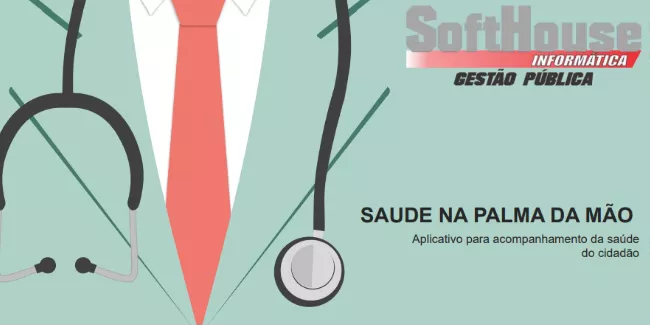 SoftHouse
INFORMÁTICA
GESTÃO PÚBLICA
SAUDE NA PALMA DA MÃO
Aplicativo para acompanhamento da saúde
do cidadão